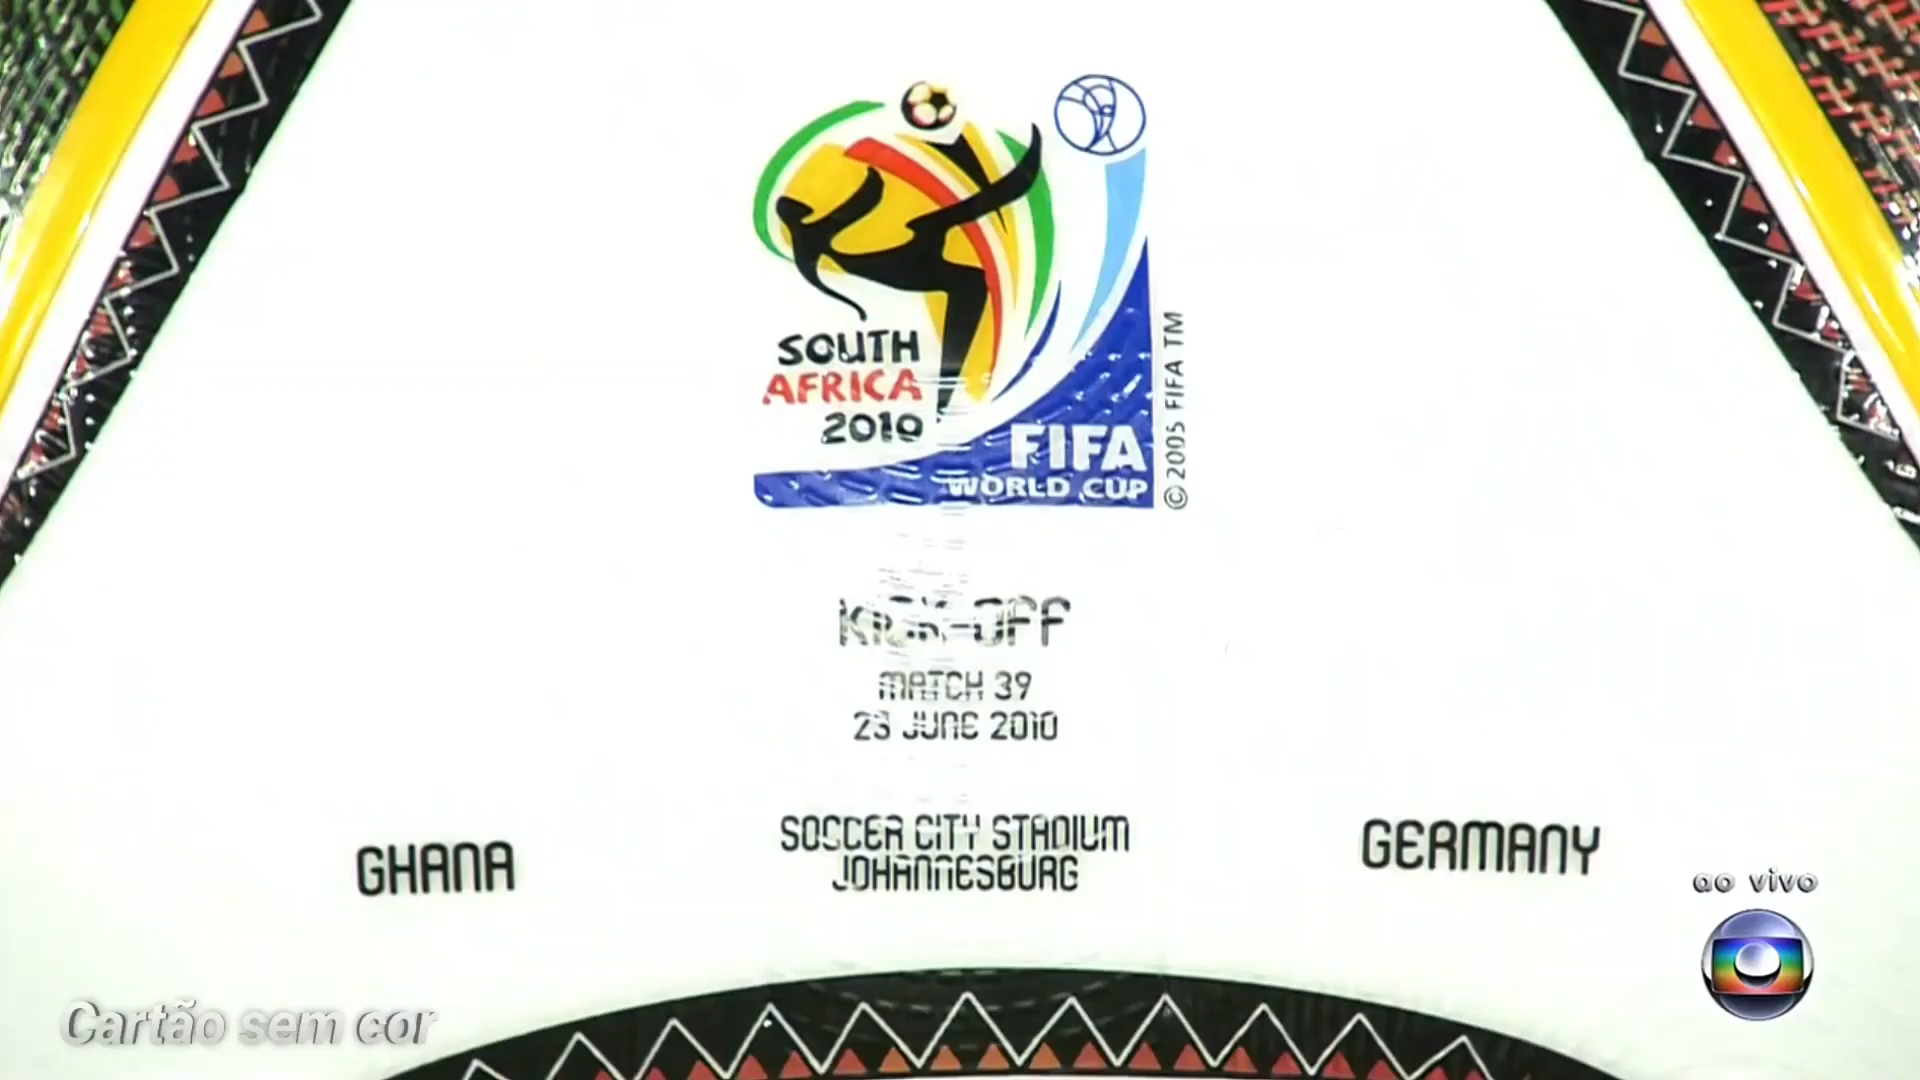 SOUTH
AFRICA
2010
FIFA
WORLD CUP
© 2005 FIFA TM
KICK-OFF
MATCH 39
23 JUNE 2010
SOCCER CITY STADIUM
JOHANNESBURG
GHANA
GERMANY
ao vivo
Cartão sem cor